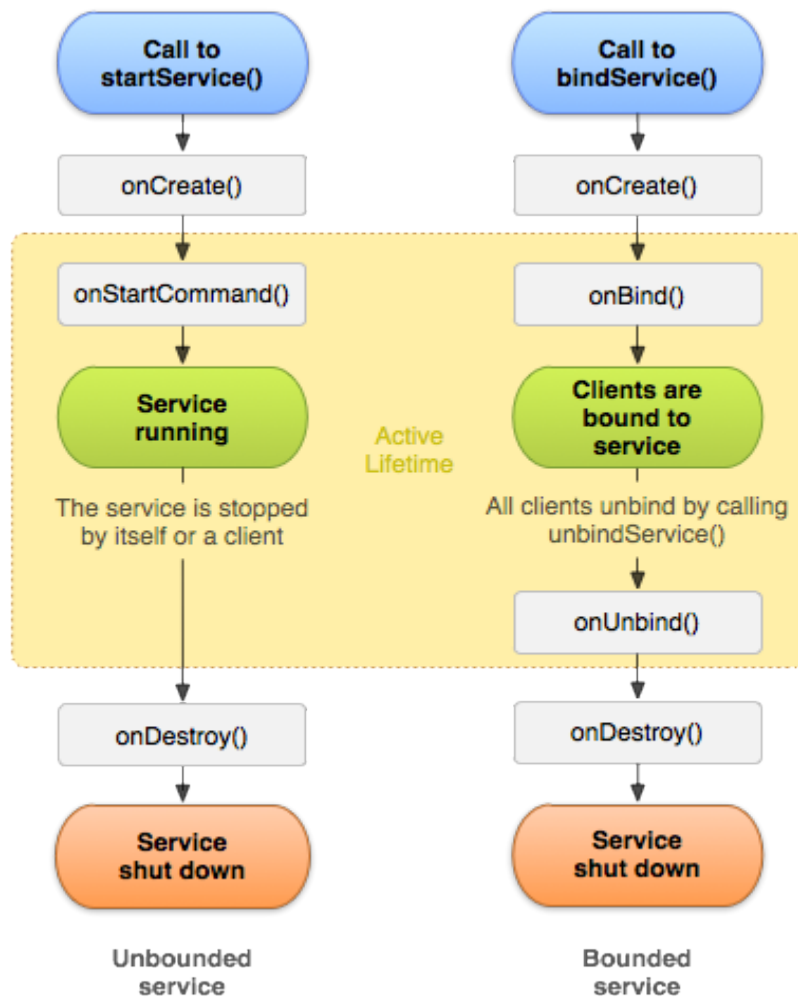 Call to
startService()
onCreate()
onStartCommand()
Service
running
The service is stopped
by itself or a client
onDestroy()
Service
shut down
Unbounded
service
Active
Lifetime
Call to
bindService()
onCreate()
onBind()
Clients are
bound to
service
All clients unbind by calling
unbindService()
onUnbind()
onDestroy()
Service
shut down
Bounded
service